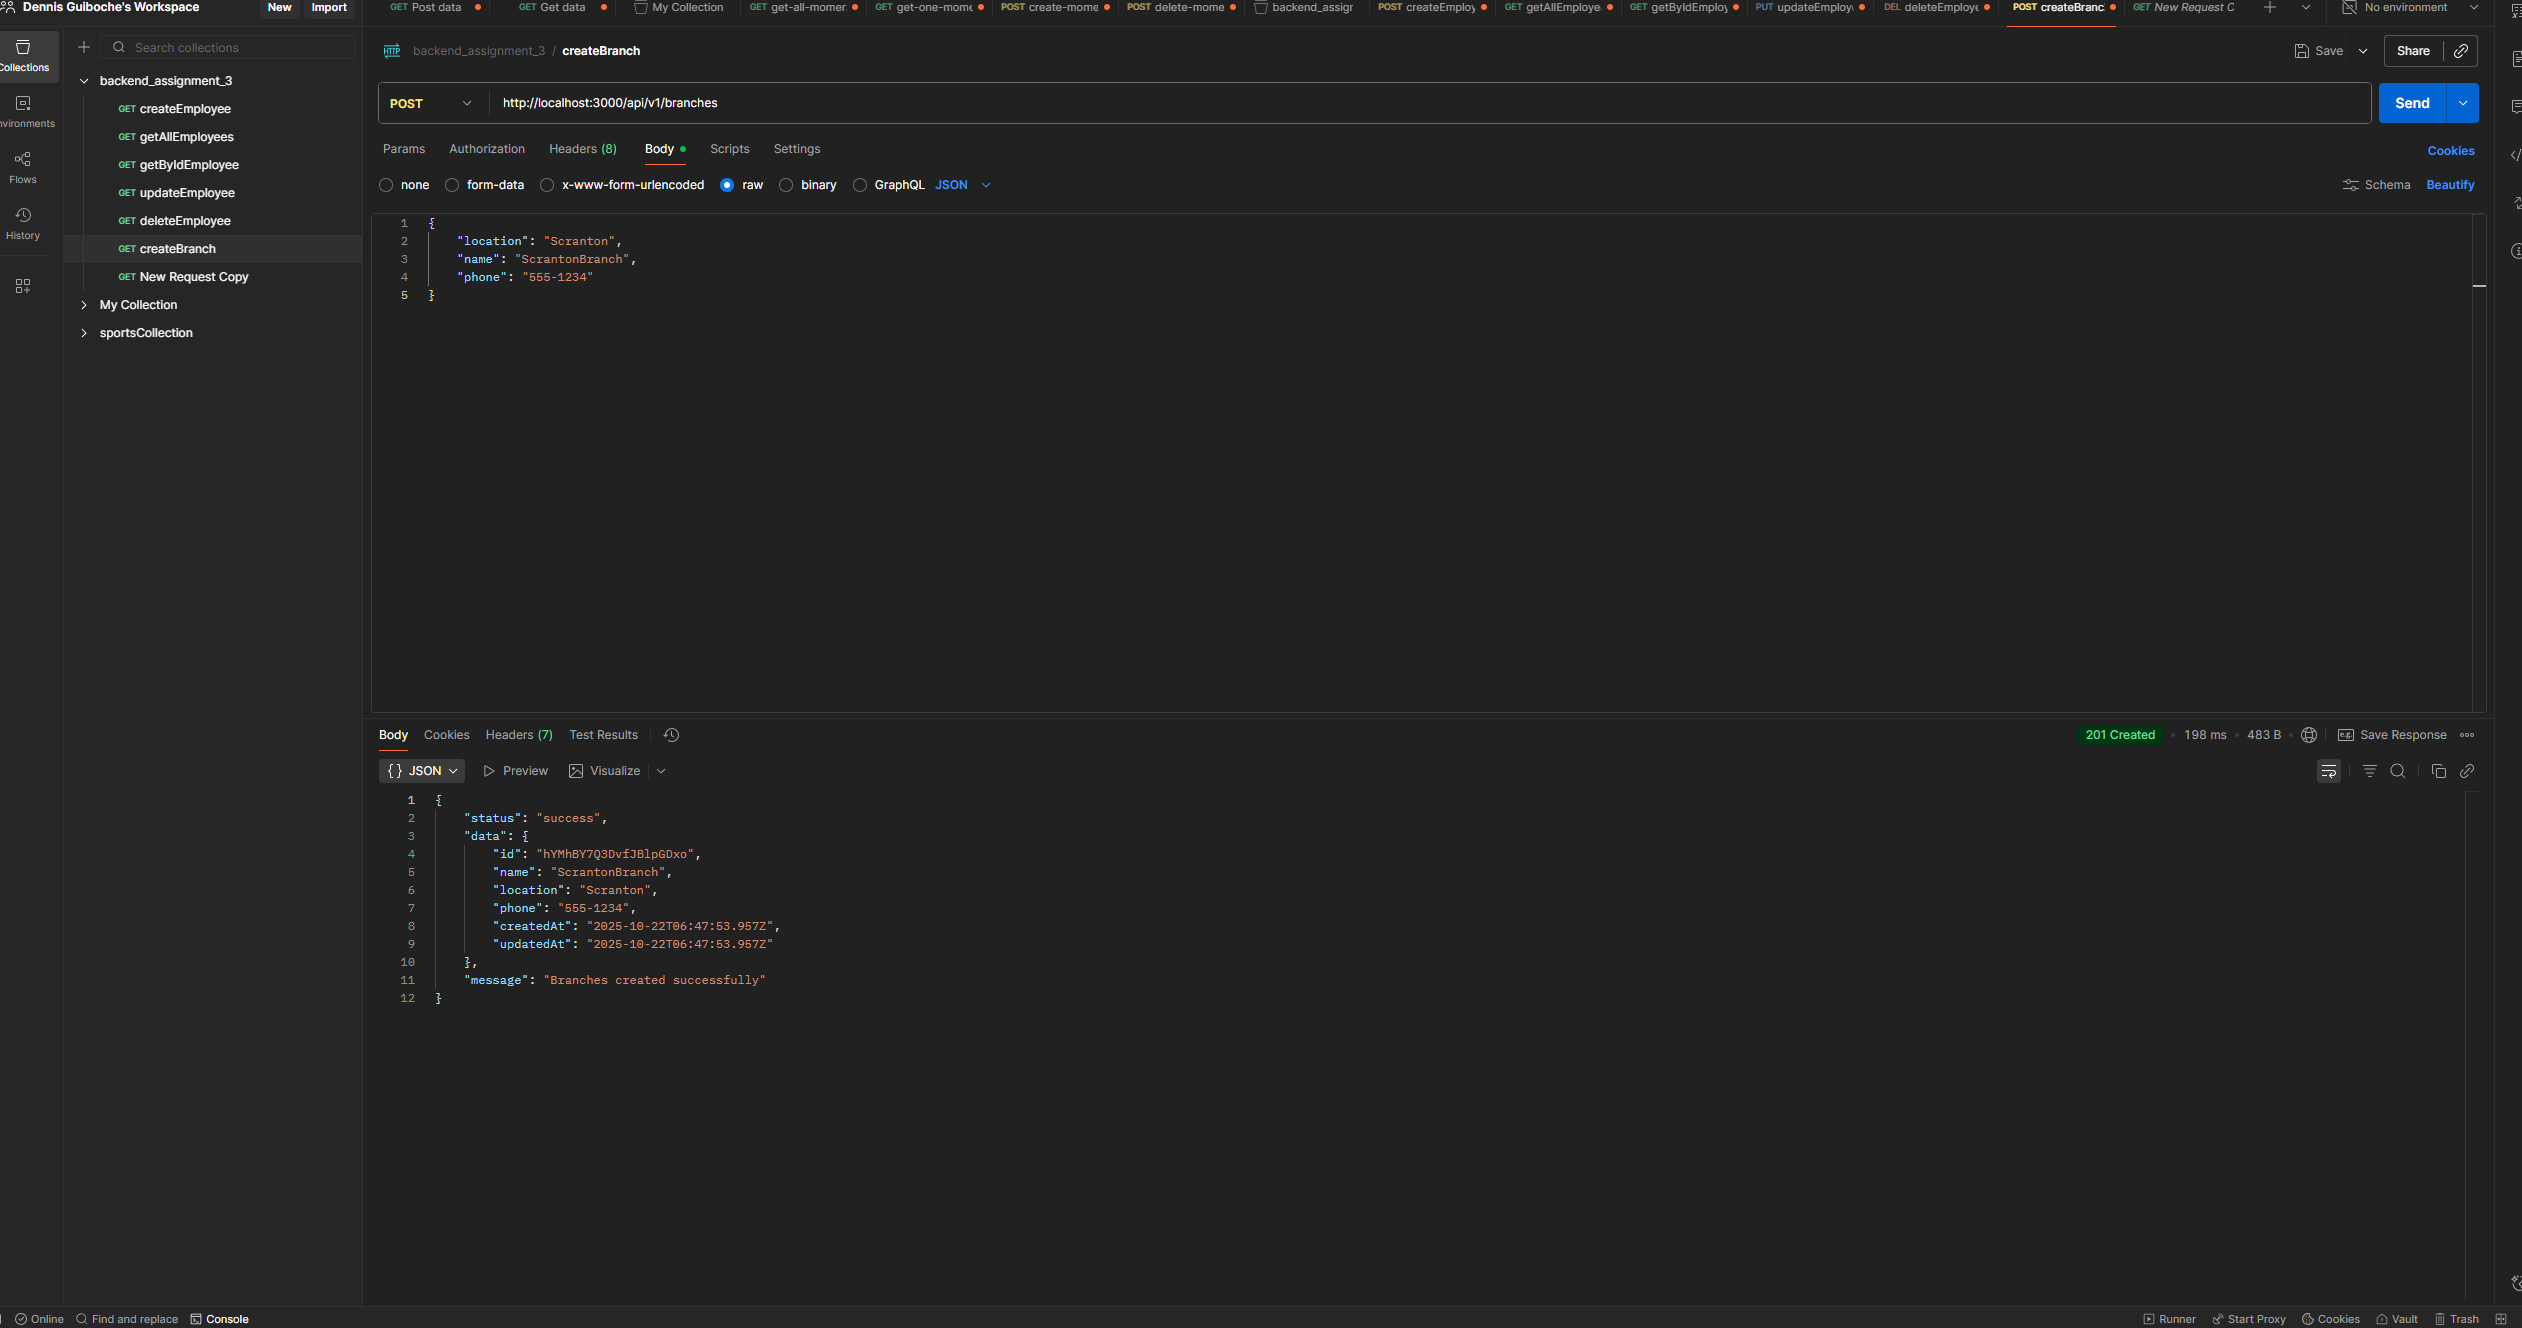 Dennis Guiboche's Workspace New Import GET Post data GET Get data My Collection GET get-all-momen GET get-one-mome POST create-mome POST delete-mome backend_assigr POST createEmploy GET getAllEmploye GET getByIdEmploy PUT updateEmploy DEL deleteEmploye POST createBranc GET New Request C No environment
Collections
Search collections
HTTP backend_assignment_3 / createBranch Save Share
backend_assignment_3
GET createEmployee
POST http://localhost:3000/api/v1/branches Send
nvironments
GET getAllEmployees
Params Authorization Headers (8) Body Scripts Settings Cookies
GET getByIdEmployee
Flows
none form-data x-www-form-urlencoded raw binary GraphQL JSON Schema Beautify
GET updateEmployee
GET deleteEmployee
History
GET createBranch
GET New Request Copy
My Collection
sportsCollection
1 {
2 "location": "Scranton",
3 "name": "ScrantonBranch",
4 "phone": "555-1234"
5 }
Body Cookies Headers (7) Test Results 201 Created 198 ms 483 B e.g. Save Response
{} JSON Preview Visualize
1 {
2 "status": "success",
3 "data": {
4 "id": "hYMhBY7Q3DvfJBlpGDxo",
5 "name": "ScrantonBranch",
6 "location": "Scranton",
7 "phone": "555-1234",
8 "createdAt": "2025-10-22T06:47:53.957Z",
9 "updatedAt": "2025-10-22T06:47:53.957Z"
10 },
11 "message": "Branches created successfully"
12 }
Online Find and replace Console Runner Start Proxy Cookies Vault Trash